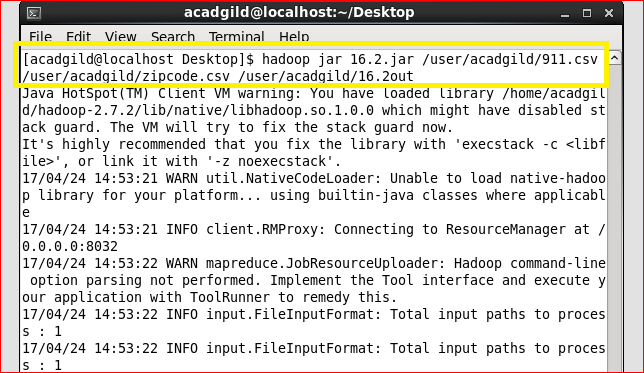 acadgild@localhost:~/Desktop
File Edit View Search Terminal Help
[acadgild@localhost Desktop]$ hadoop jar 16.2.jar /user/acadgild/911.csv
/user/acadgild/zipcode.csv /user/acadgild/16.2out
Java HotSpot(TM) Client VM warning: You have loaded library /home/acadgil
d/hadoop-2.7.2/lib/native/libhadoop.so.1.0.0 which might have disabled st
ack guard. The VM will try to fix the stack guard now.
It's highly recommended that you fix the library with 'execstack -c <libf
ile>', or link it with '-z noexecstack'.
17/04/24 14:53:21 WARN util.NativeCodeLoader: Unable to load native-hadoo
p library for your platform... using builtin-java classes where applicabl
e
17/04/24 14:53:21 INFO client.RMProxy: Connecting to ResourceManager at /
0.0.0.0:8032
17/04/24 14:53:22 WARN mapreduce.JobResourceUploader: Hadoop command-line
 option parsing not performed. Implement the Tool interface and execute y
our application with ToolRunner to remedy this.
17/04/24 14:53:22 INFO input.FileInputFormat: Total input paths to proces
s : 1
17/04/24 14:53:22 INFO input.FileInputFormat: Total input paths to proces
s : 1